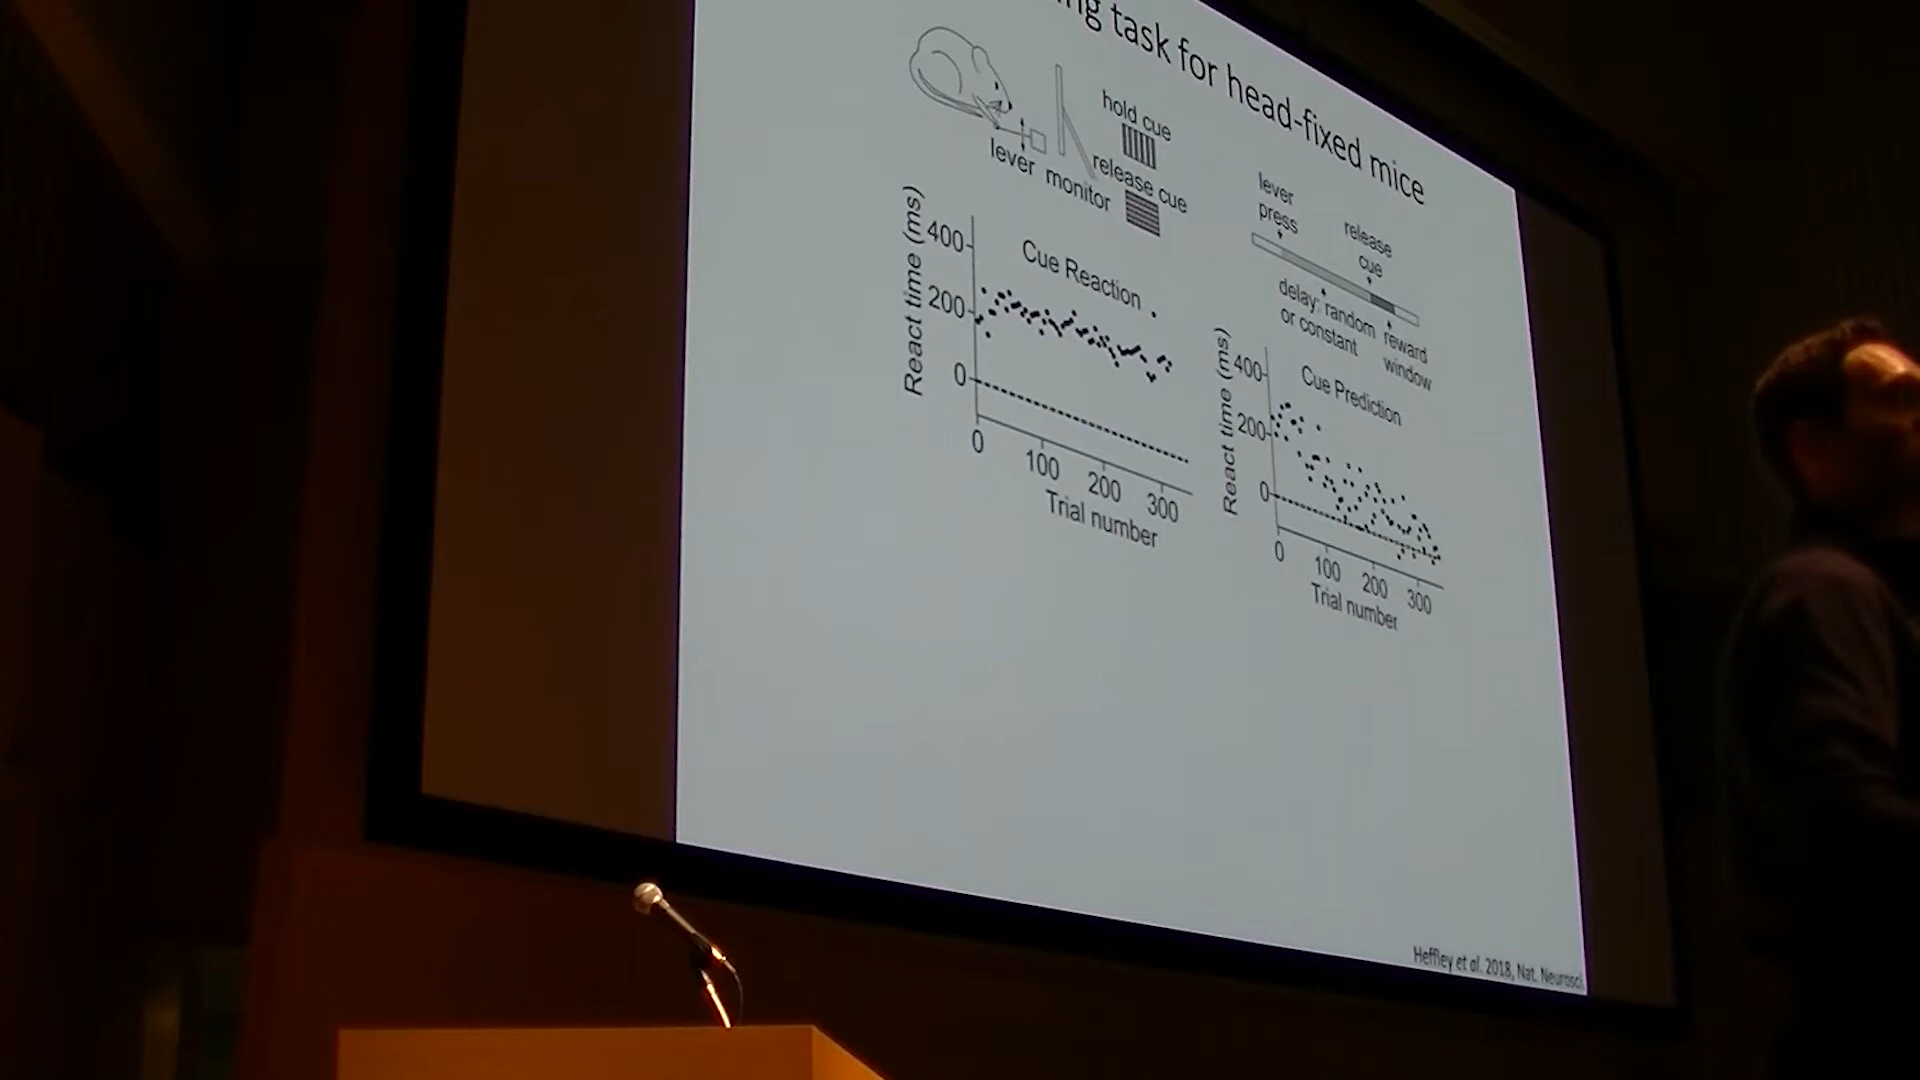 ng task for head-fixed mice
hold cue
release cue
lever monitor
lever
press
release
cue
delay: random
or constant
reward
window
React time (ms)
400
200
0
Cue Reaction
0 100 200 300
Trial number
React time (ms)
400
200
0
Cue Prediction
0 100 200 300
Trial number
Heffley et al. 2018, Nat. Neurosci.